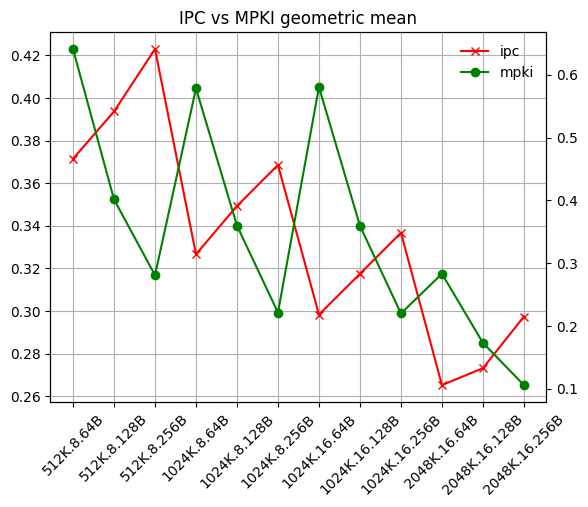 IPC vs MPKI geometric mean
ipc
mpki
0.42
0.40
0.38
0.36
0.34
0.32
0.30
0.28
0.26
0.6
0.5
0.4
0.3
0.2
0.1
512K.8.64B
512K.8.128B
512K.8.256B
1024K.8.64B
1024K.8.128B
1024K.8.256B
1024K.16.64B
1024K.16.128B
1024K.16.256B
2048K.16.64B
2048K.16.128B
2048K.16.256B